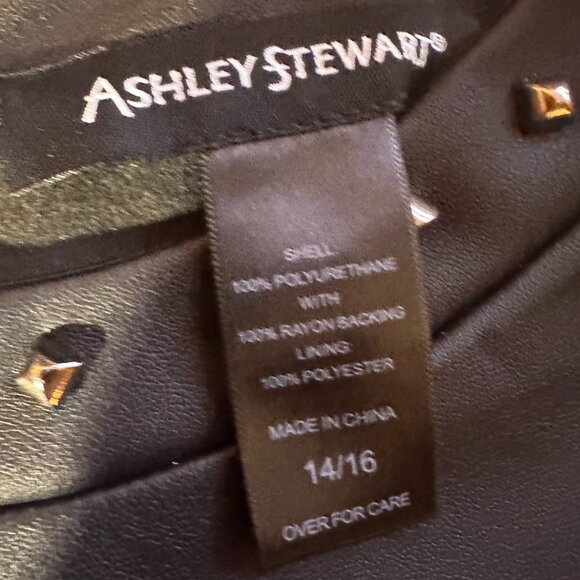 ASHLEY STEWART®
SHELL
100% POLYURETHANE
WITH
100% RAYON BACKING
LINING
100% POLYESTER
MADE IN CHINA
14/16
OVER FOR CARE